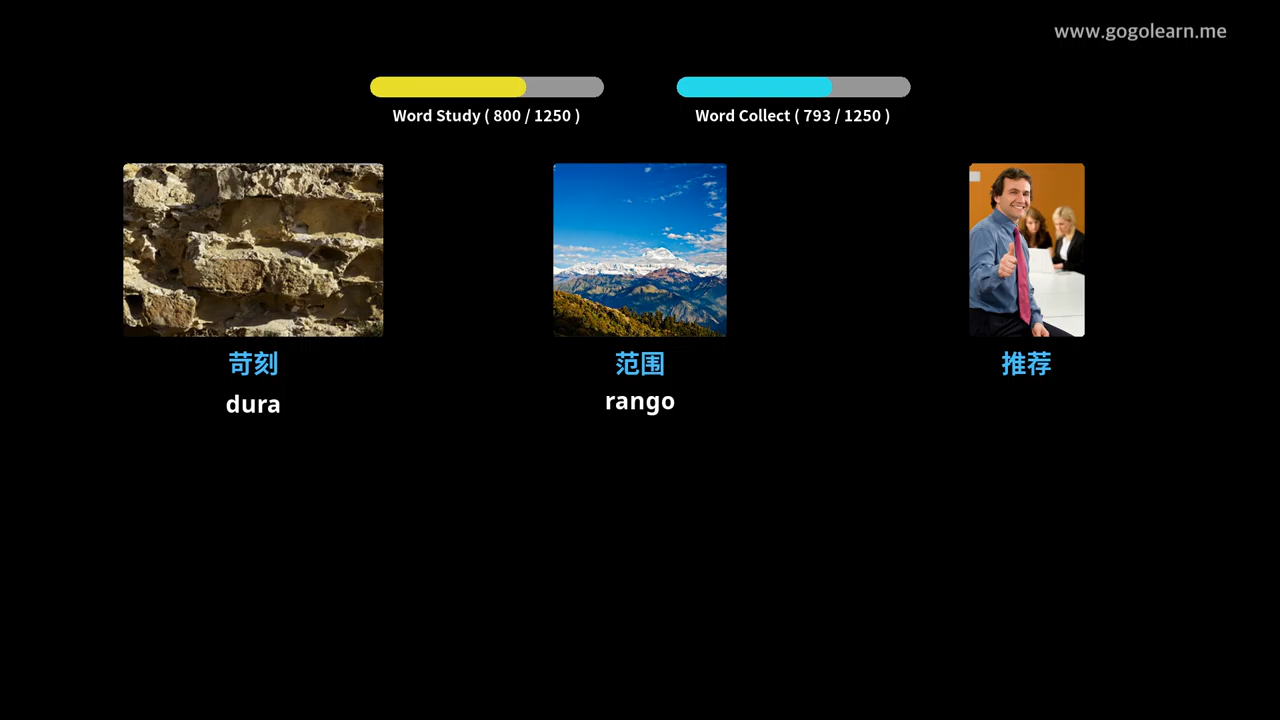 www.gogolearn.me
Word Study ( 800 / 1250 )
Word Collect ( 793 / 1250 )
苛刻
范围
推荐
dura
rango